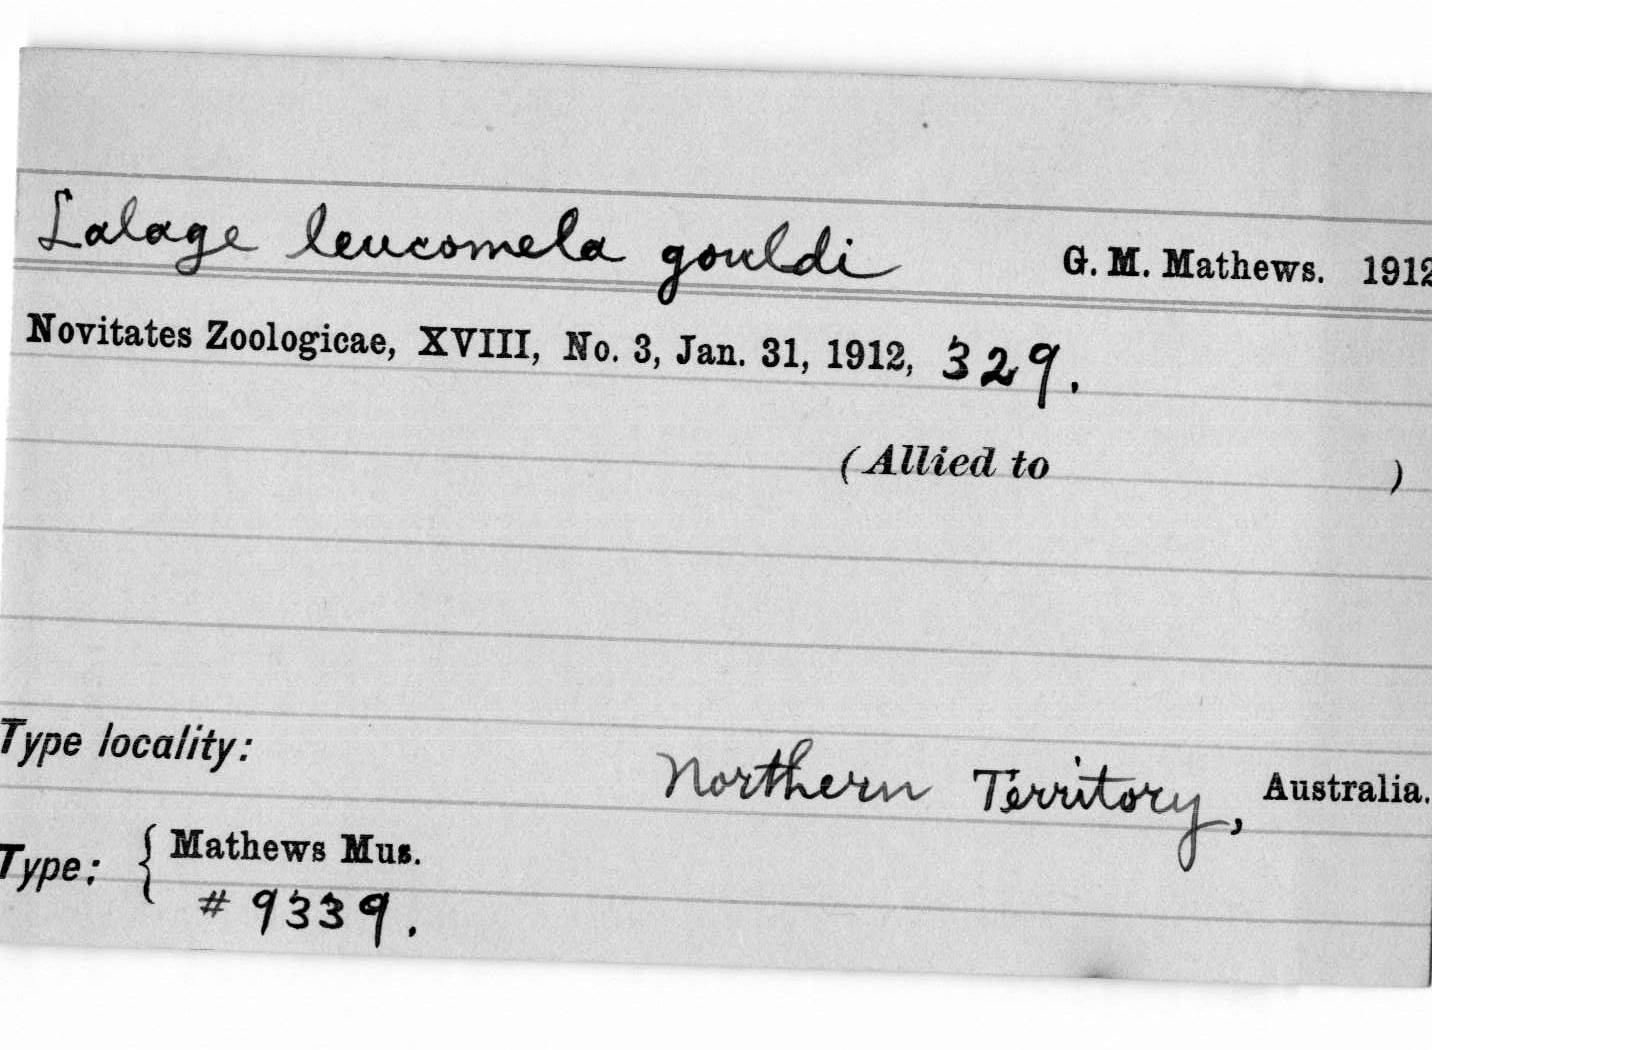 Lalage leucomela gouldi G. M. Mathews. 1912
Novitates Zoologicae, XVIII, No. 3, Jan. 31, 1912, 329.
(Allied to )
Type locality:
Northern Territory, Australia.
Type: { Mathews Mus.
# 9339.